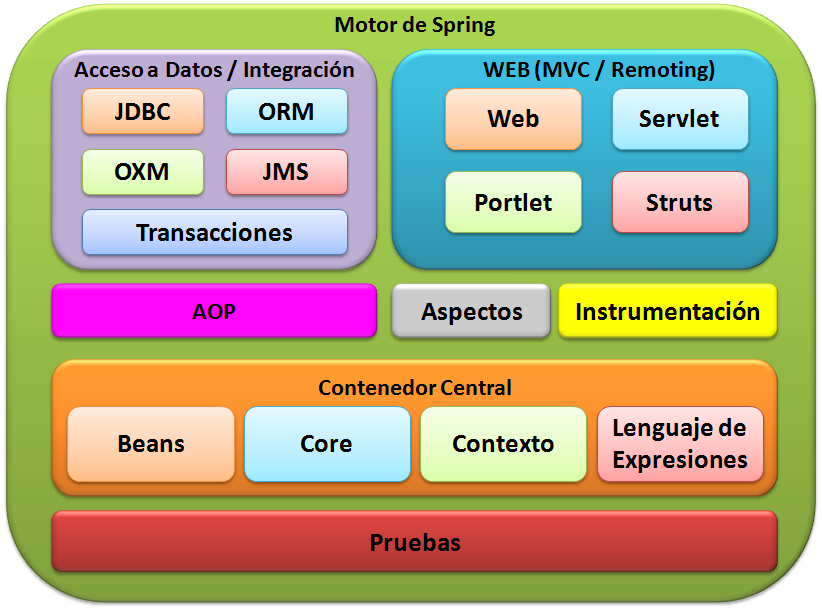 Motor de Spring
Acceso a Datos / Integración
JDBC
ORM
OXM
JMS
Transacciones
WEB (MVC / Remoting)
Web
Servlet
Portlet
Struts
AOP
Aspectos
Instrumentación
Contenedor Central
Beans
Core
Contexto
Lenguaje de
Expresiones
Pruebas